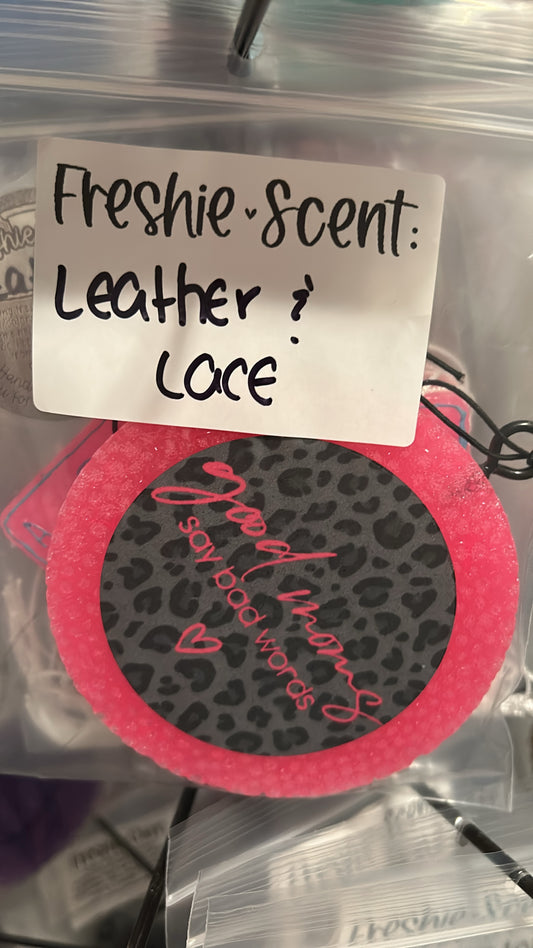 Freshie Scent:
Leather &
Lace
good moms
say bad words